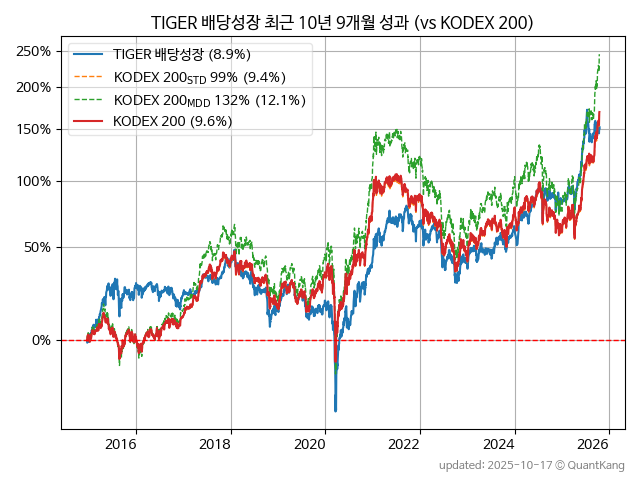 TIGER 배당성장 최근 10년 9개월 성과 (vs KODEX 200)
TIGER 배당성장 (8.9%)
KODEX 200STD 99% (9.4%)
KODEX 200MDD 132% (12.1%)
KODEX 200 (9.6%)
250%
200%
150%
100%
50%
0%
2016 2018 2020 2022 2024 2026
updated: 2025-10-17 © QuantKang